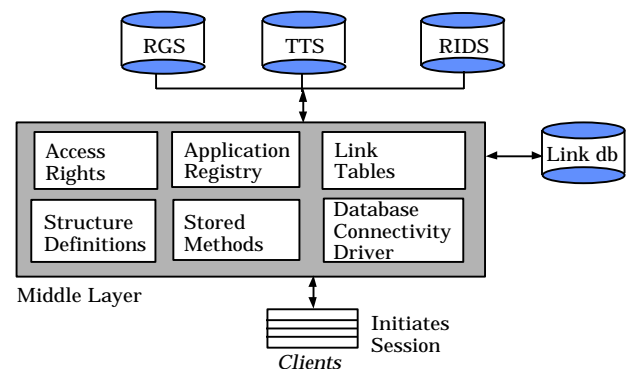 RGS
TTS
RIDS
Access
Rights
Application
Registry
Link
Tables
Link db
Structure
Definitions
Stored
Methods
Database
Connectivity
Driver
Middle Layer
Initiates
Session
Clients